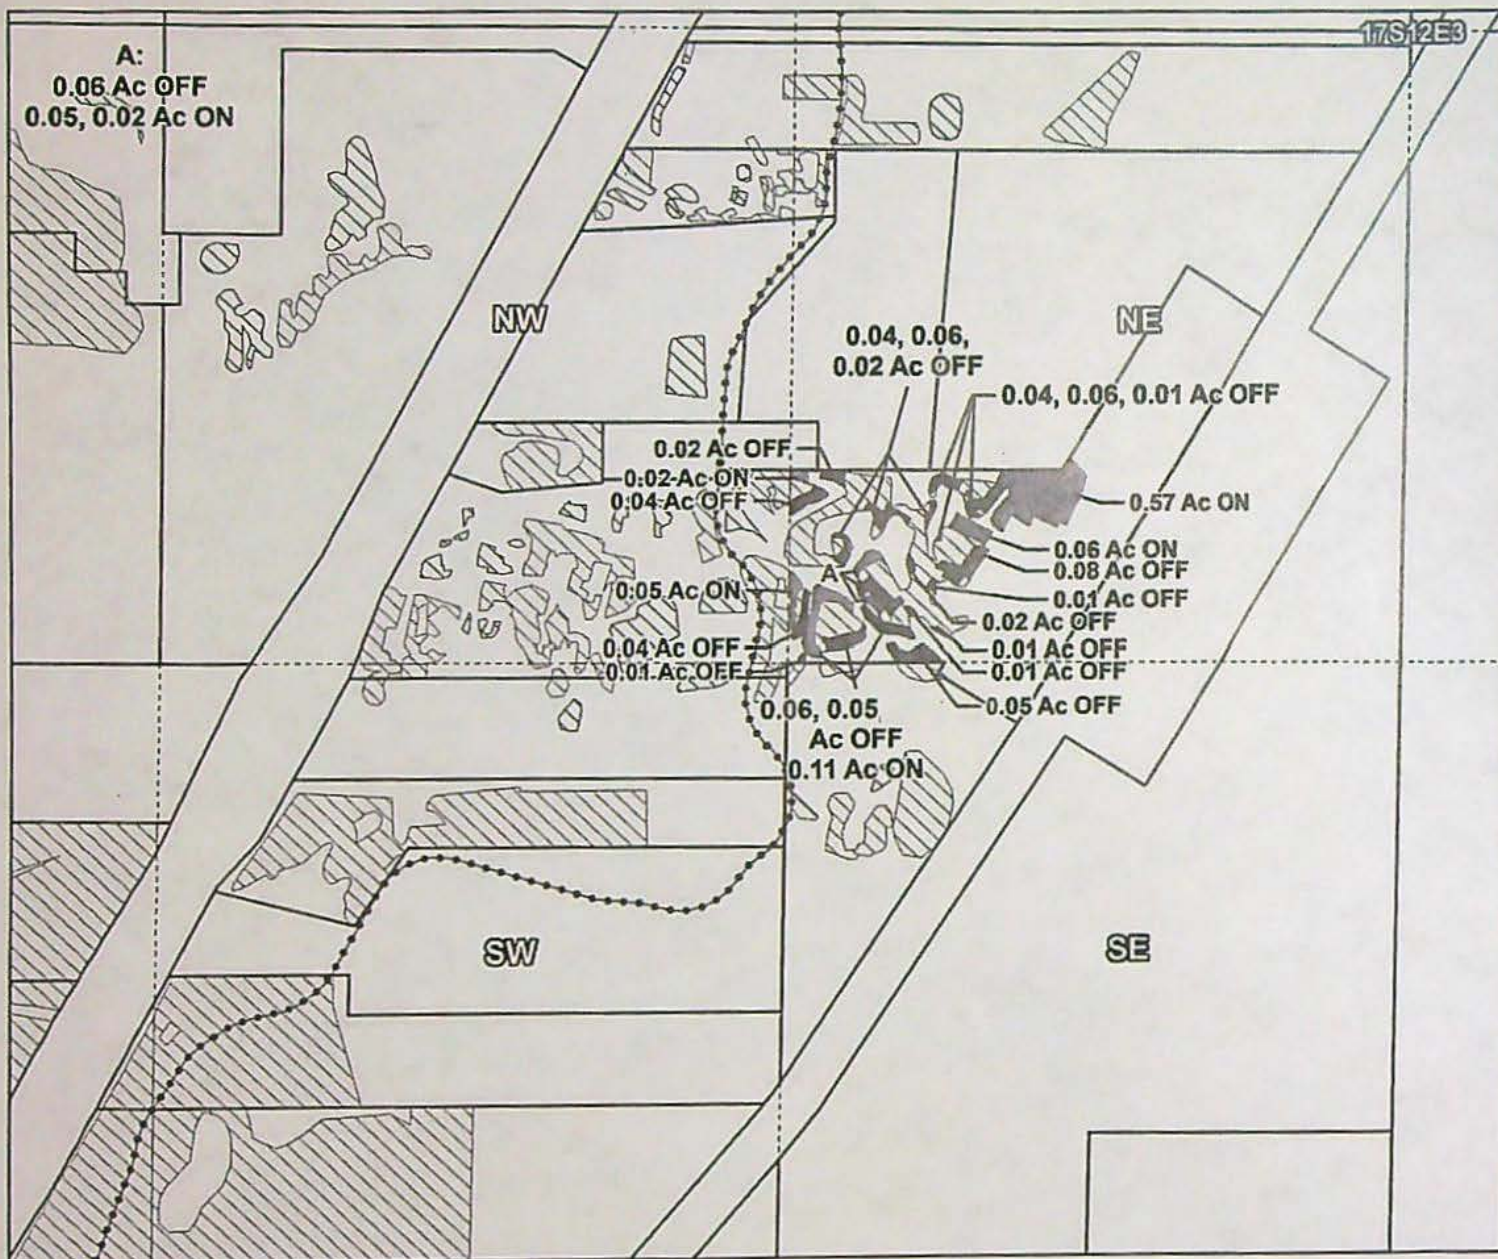 17S12E3
A:
0.06 Ac OFF
0.05, 0.02 Ac ON
NW
NE
0.04, 0.06,
0.02 Ac OFF
0.04, 0.06, 0.01 Ac OFF
0.02 Ac OFF
0.02 Ac ON
0.04 Ac OFF
0.57 Ac ON
0.06 Ac ON
0.08 Ac OFF
A
0.05 Ac ON
0.01 Ac OFF
0.02 Ac OFF
0.04 Ac OFF
0.01 Ac OFF
0.01 Ac OFF
0.01 Ac OFF
0.06, 0.05
Ac OFF
0.11 Ac ON
0.05 Ac OFF
SW
SE